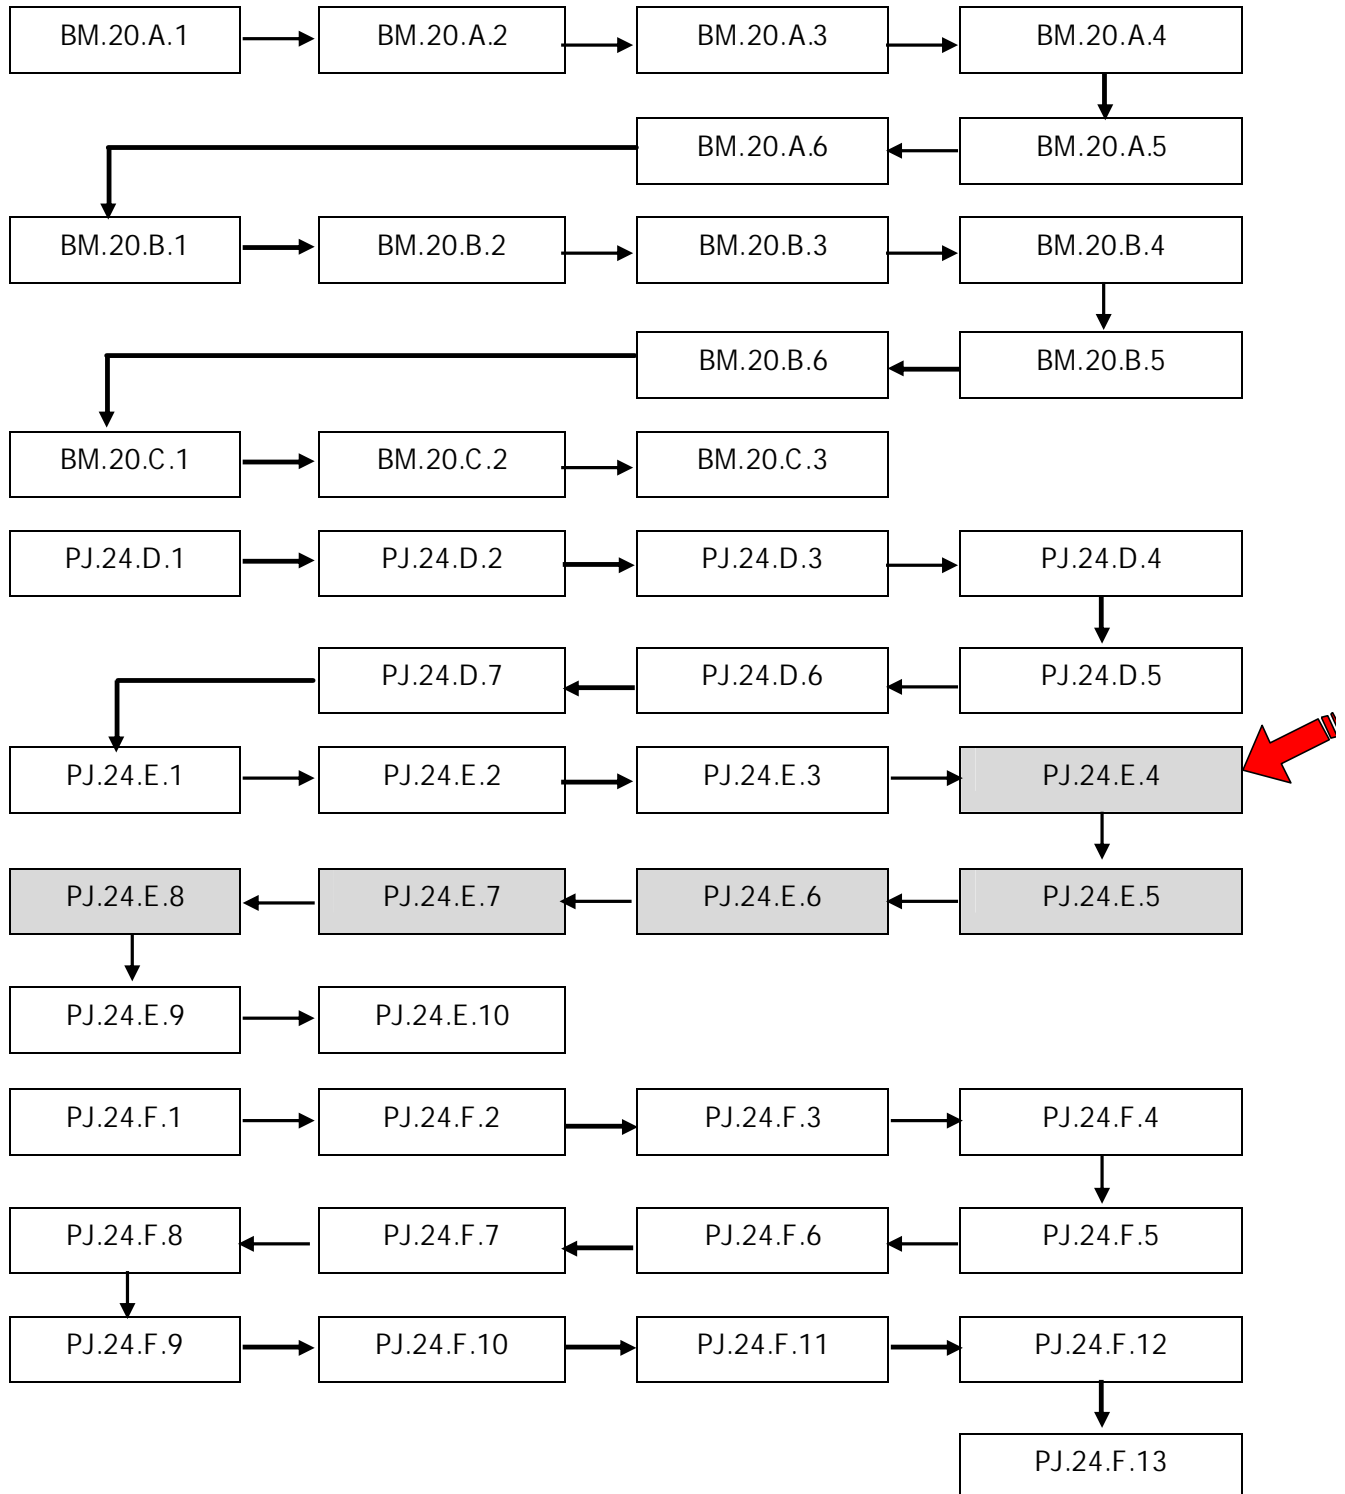 BM.20.A.1 BM.20.A.2 BM.20.A.3 BM.20.A.4
BM.20.A.6 BM.20.A.5
BM.20.B.1 BM.20.B.2 BM.20.B.3 BM.20.B.4
BM.20.B.6 BM.20.B.5
BM.20.C.1 BM.20.C.2 BM.20.C.3
PJ.24.D.1 PJ.24.D.2 PJ.24.D.3 PJ.24.D.4
PJ.24.D.7 PJ.24.D.6 PJ.24.D.5
PJ.24.E.1 PJ.24.E.2 PJ.24.E.3 PJ.24.E.4
PJ.24.E.8 PJ.24.E.7 PJ.24.E.6 PJ.24.E.5
PJ.24.E.9 PJ.24.E.10
PJ.24.F.1 PJ.24.F.2 PJ.24.F.3 PJ.24.F.4
PJ.24.F.8 PJ.24.F.7 PJ.24.F.6 PJ.24.F.5
PJ.24.F.9 PJ.24.F.10 PJ.24.F.11 PJ.24.F.12
PJ.24.F.13